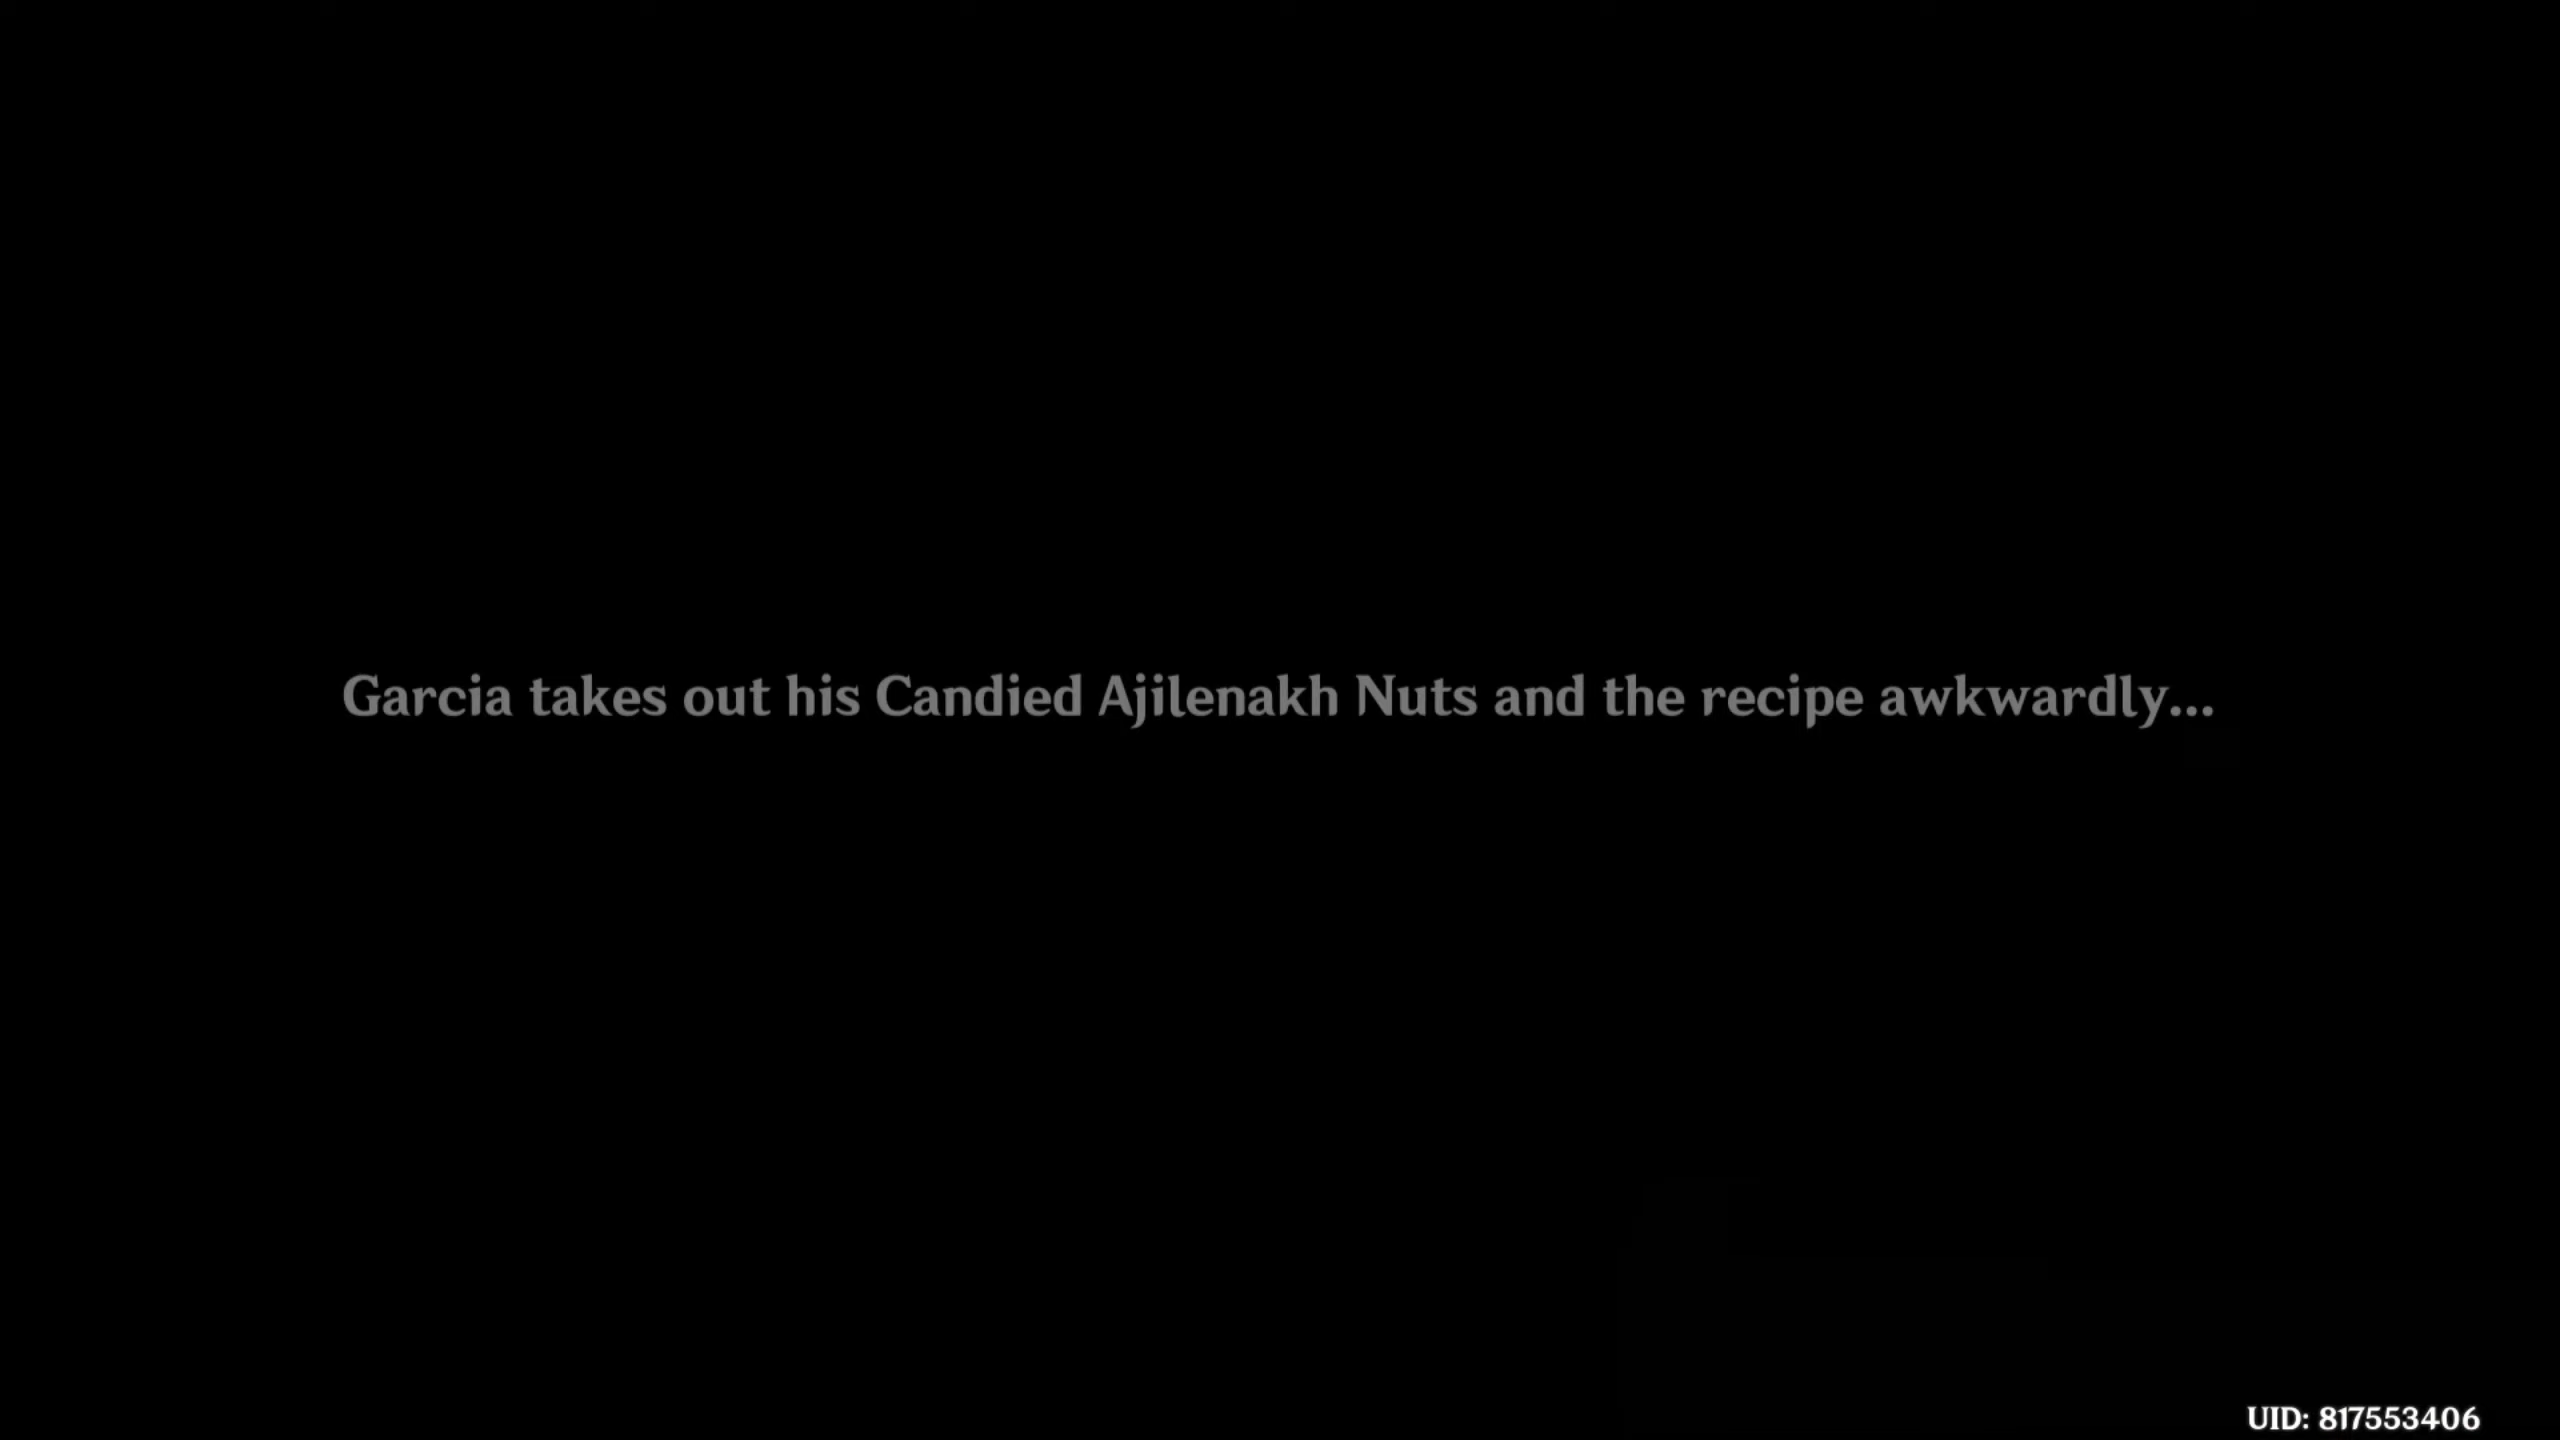 Garcia takes out his Candied Ajilenakh Nuts and the recipe awkwardly...
UID: 817553406